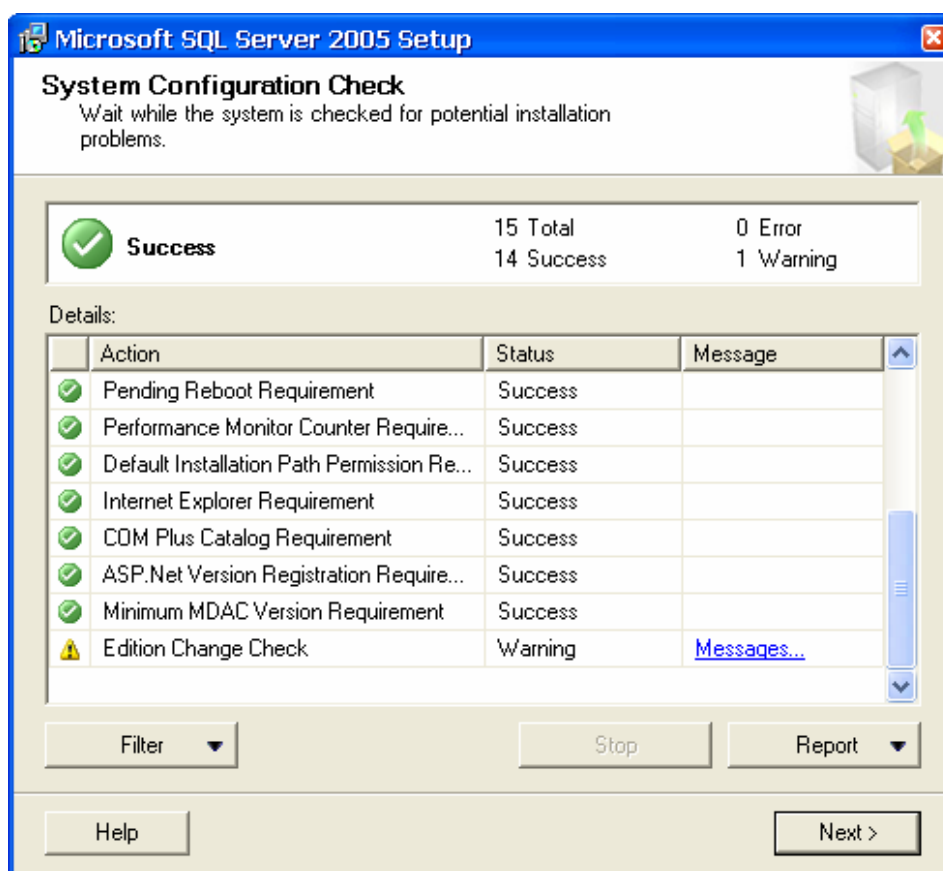 Microsoft SQL Server 2005 Setup
System Configuration Check
Wait while the system is checked for potential installation
problems.
Success
15 Total
0 Error
14 Success
1 Warning
Details:
Action Status Message
Pending Reboot Requirement Success
Performance Monitor Counter Require... Success
Default Installation Path Permission Re... Success
Internet Explorer Requirement Success
COM Plus Catalog Requirement Success
ASP.Net Version Registration Require... Success
Minimum MDAC Version Requirement Success
Edition Change Check Warning Messages...
Filter Stop Report
Help Next >